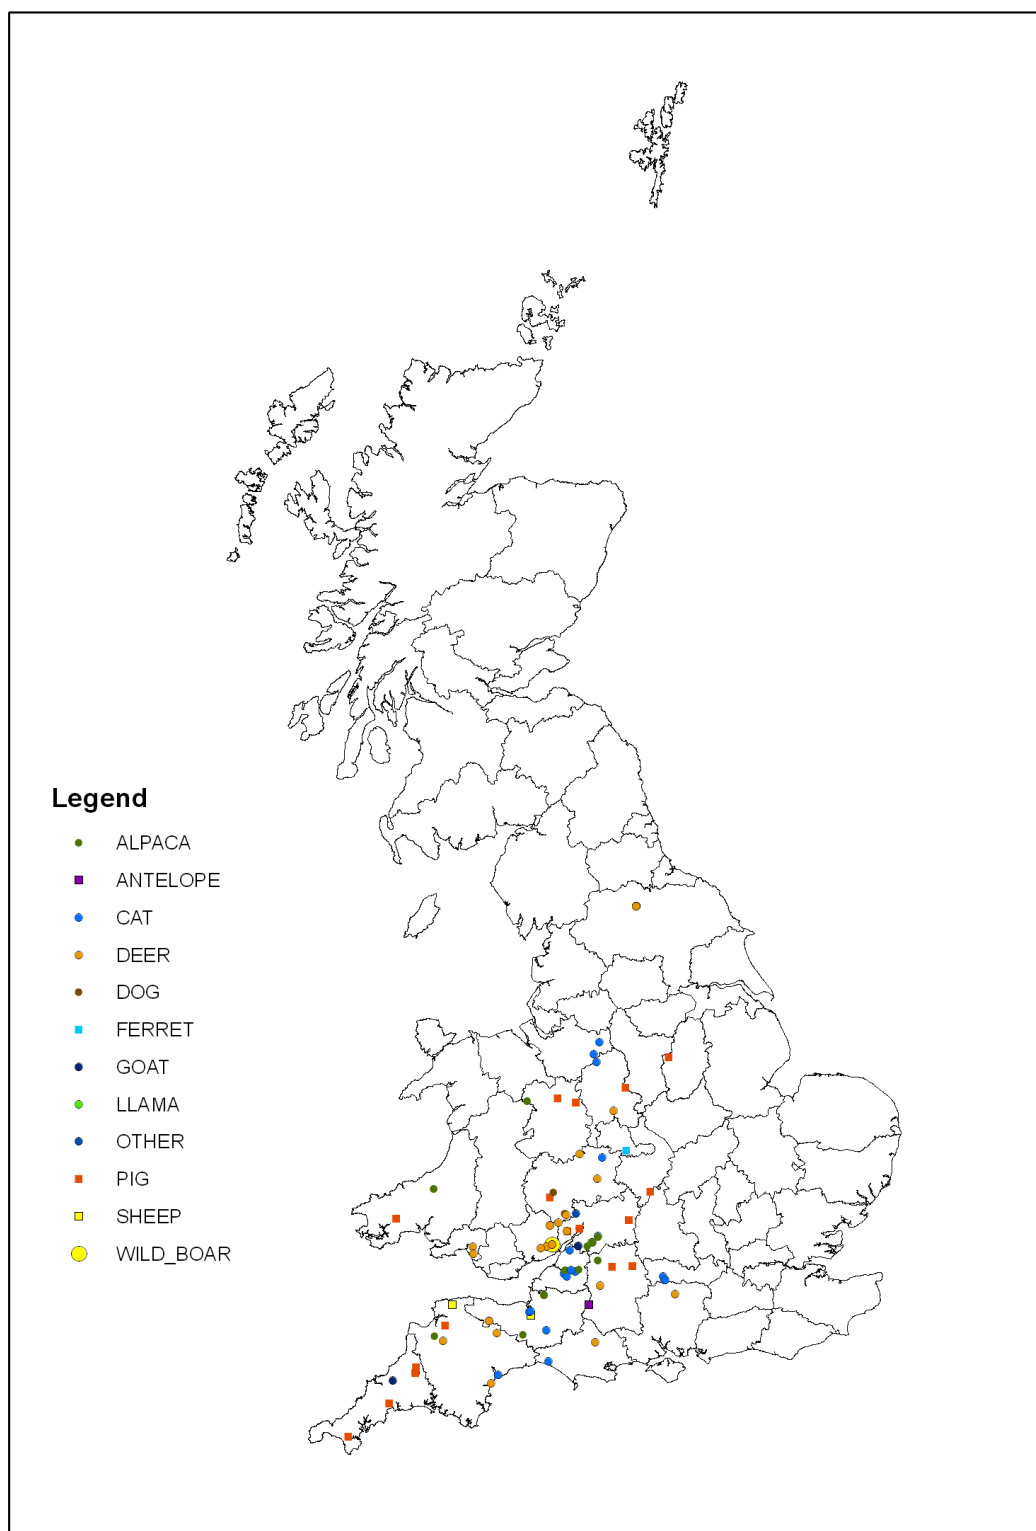 Legend
ALPACA
ANTELOPE
CAT
DEER
DOG
FERRET
GOAT
LLAMA
OTHER
PIG
SHEEP
WILD_BOAR